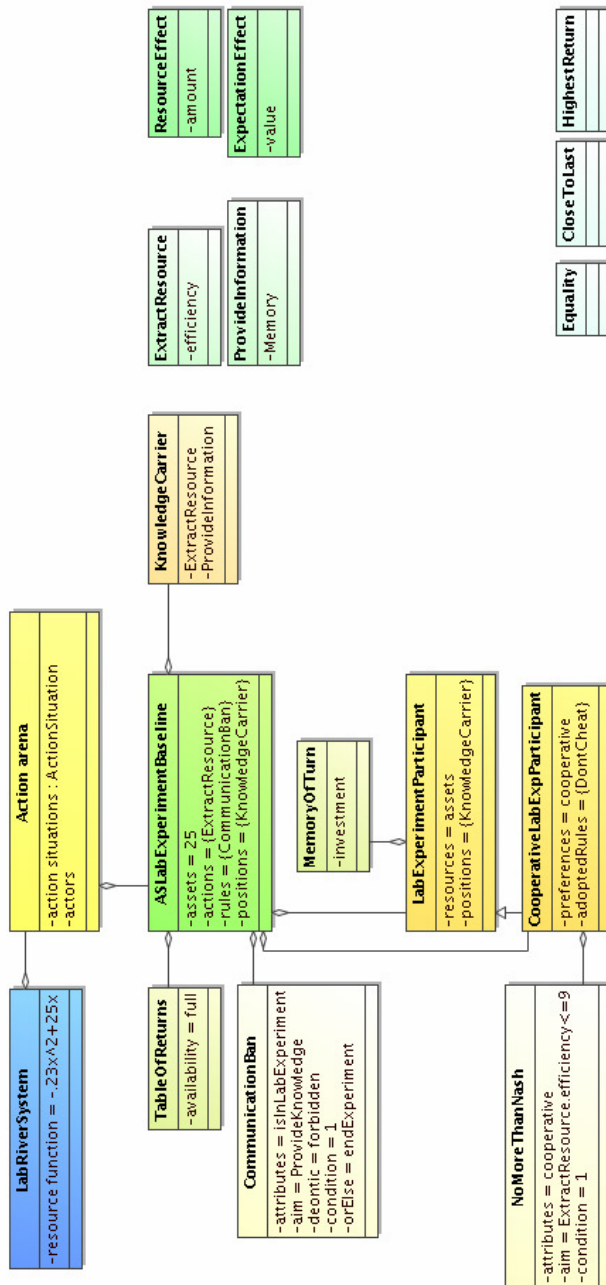 LabRiverSystem
-resource function = -.23x^2+25x
Action arena
-action situations : ActionSituation
-actors
TableOfReturns
-availability = full
ASLabExperimentBaseline
-assets = 25
-actions = {ExtractResource}
-rules = {CommunicationBan}
-positions = {KnowledgeCarrier}
KnowledgeCarrier
-ExtractResource
-ProvideInformation
ExtractResource
-efficiency
ResourceEffect
-amount
ProvideInformation
-Memory
ExpectationEffect
-value
CommunicationBan
-attributes = isInLabExperiment
-aim = ProvideKnowledge
-deontic = forbidden
-condition = 1
-orElse = endExperiment
MemoryOfTurn
-investment
LabExperimentParticipant
-resources = assets
-positions = {KnowledgeCarrier}
NoMoreThanNash
-attributes = cooperative
-aim = ExtractResource.efficiency<=9
-condition = 1
CooperativeLabExpParticipant
-preferences = cooperative
-adoptedRules = {DontCheat}
Equality
CloseToLast
HighestReturn